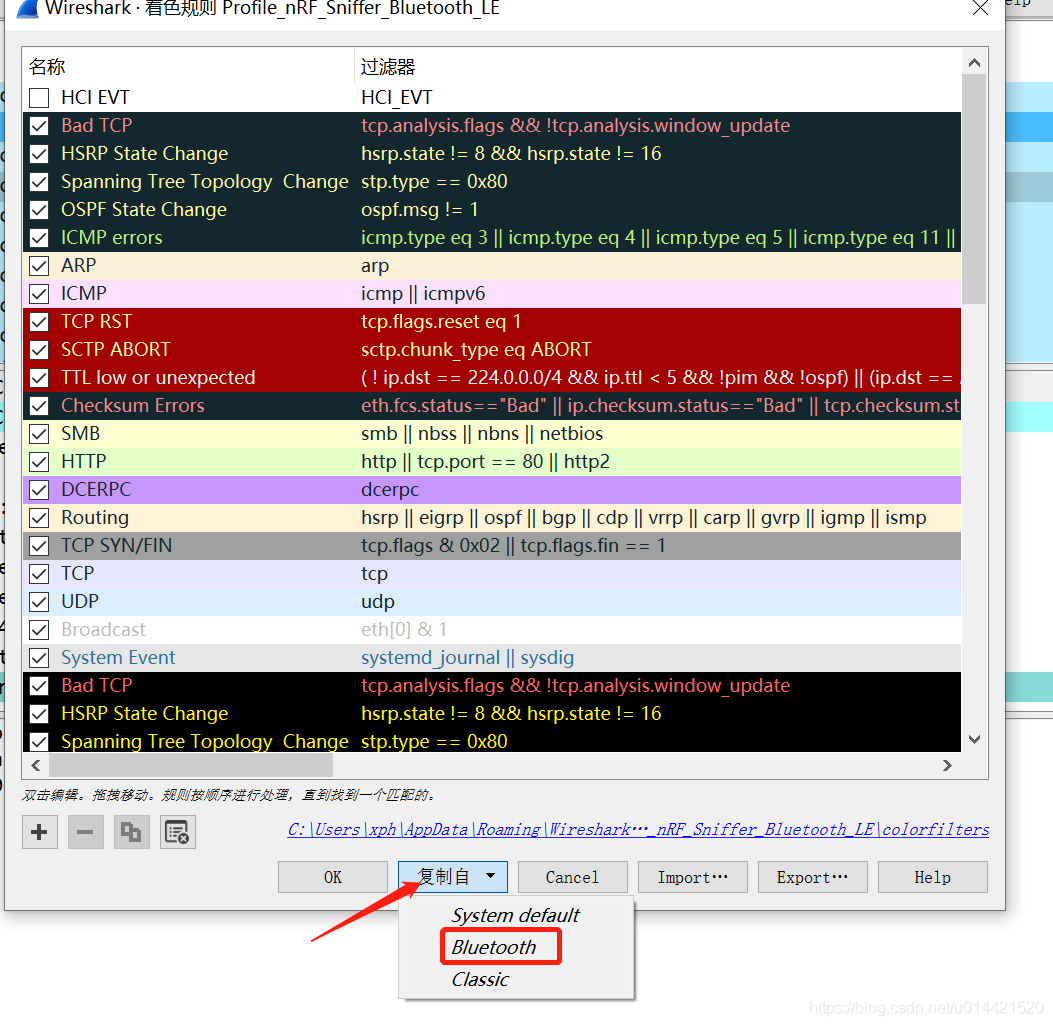 Wireshark · 着色规则 Profile_nRF_Sniffer_Bluetooth_LE
名称 过滤器
HCI EVT HCI_EVT
Bad TCP tcp.analysis.flags && !tcp.analysis.window_update
HSRP State Change hsrp.state != 8 && hsrp.state != 16
Spanning Tree Topology Change stp.type == 0x80
OSPF State Change ospf.msg != 1
ICMP errors icmp.type eq 3 || icmp.type eq 4 || icmp.type eq 5 || icmp.type eq 11 ||
ARP arp
ICMP icmp || icmpv6
TCP RST tcp.flags.reset eq 1
SCTP ABORT sctp.chunk_type eq ABORT
TTL low or unexpected ( ! ip.dst == 224.0.0.0/4 && ip.ttl < 5 && !pim && !ospf) || (ip.dst ==
Checksum Errors eth.fcs.status=="Bad" || ip.checksum.status=="Bad" || tcp.checksum.st
SMB smb || nbss || nbns || netbios
HTTP http || tcp.port == 80 || http2
DCERPC dcerpc
Routing hsrp || eigrp || ospf || bgp || cdp || vrrp || carp || gvrp || igmp || ismp
TCP SYN/FIN tcp.flags & 0x02 || tcp.flags.fin == 1
TCP tcp
UDP udp
Broadcast eth[0] & 1
System Event systemd_journal || sysdig
Bad TCP tcp.analysis.flags && !tcp.analysis.window_update
HSRP State Change hsrp.state != 8 && hsrp.state != 16
Spanning Tree Topology Change stp.type == 0x80
双击编辑。拖拽移动。规则按顺序进行处理，直到找到一个匹配的。
C:\Users\xph\AppData\Roaming\Wireshark…_nRF_Sniffer_Bluetooth_LE\colorfilters
OK 复制自 Cancel Import… Export… Help
System default
Bluetooth
Classic
https://blog.csdn.net/u014421520